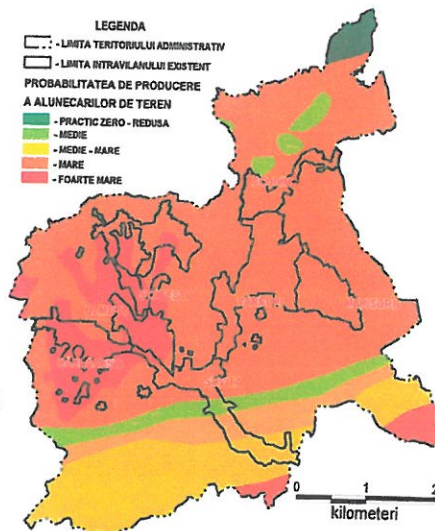 LEGENDA
- LIMITA TERITORIULUI ADMINISTRATIV
- LIMITA INTRAVILANULUI EXISTENT
PROBABILITATEA DE PRODUCERE
A ALUNECARILOR DE TEREN
- PRACTIC ZERO - REDUSA
- MEDIE
- MEDIE - MARE
- MARE
- FOARTE MARE
0 1 2
kilometeri